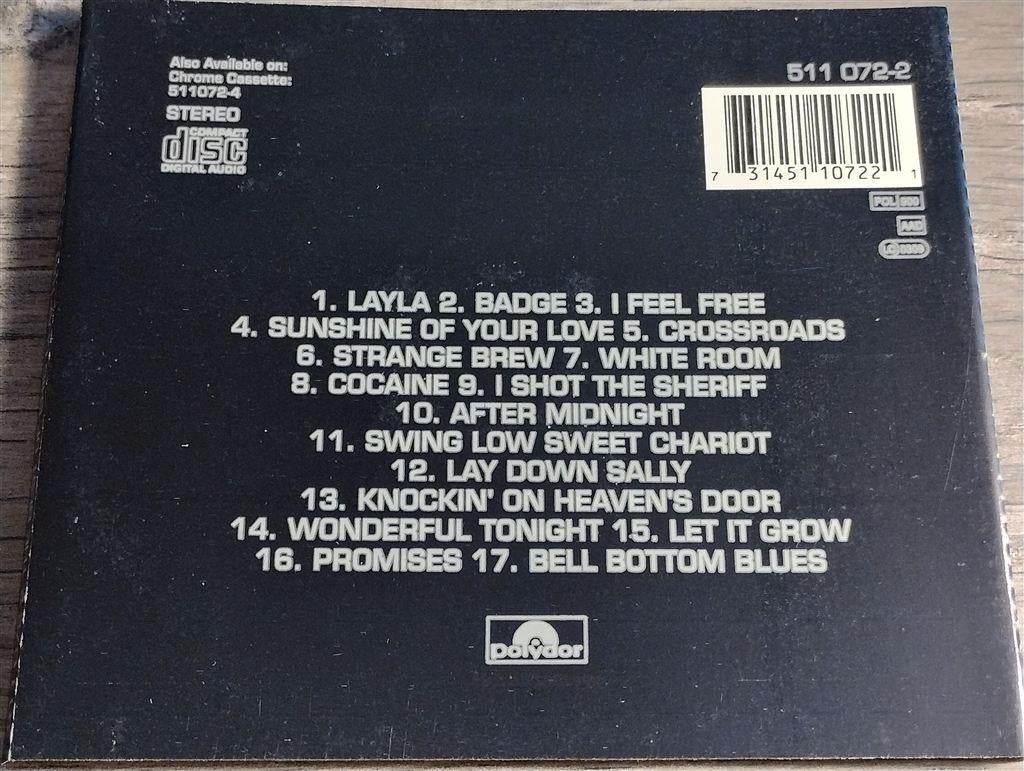 Also Available on:
Chrome Cassette:
511072-4
STEREO
COMPACT
disc
DIGITAL AUDIO
511 072-2
7 31451 10722 1
POL 900
AAD
LC
1. LAYLA 2. BADGE 3. I FEEL FREE
4. SUNSHINE OF YOUR LOVE 5. CROSSROADS
6. STRANGE BREW 7. WHITE ROOM
8. COCAINE 9. I SHOT THE SHERIFF
10. AFTER MIDNIGHT
11. SWING LOW SWEET CHARIOT
12. LAY DOWN SALLY
13. KNOCKIN' ON HEAVEN'S DOOR
14. WONDERFUL TONIGHT 15. LET IT GROW
16. PROMISES 17. BELL BOTTOM BLUES
polydor